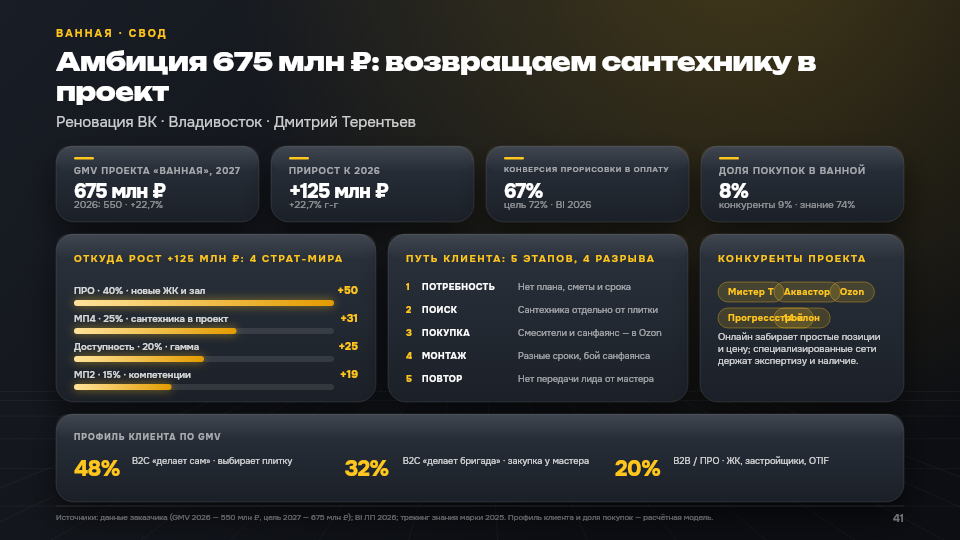 ВАННАЯ · СВОД
Амбиция 675 млн ₽: возвращаем сантехнику в
проект
Реновация ВК · Владивосток · Дмитрий Терентьев
GMV ПРОЕКТА «ВАННАЯ», 2027
675 млн ₽
2026: 550 · +22,7%
ПРИРОСТ К 2026
+125 млн ₽
+22,7% г-г
КОНВЕРСИЯ ПРОРИСОВКИ В ОПЛАТУ
67%
цель 72% · BI 2026
ДОЛЯ ПОКУПОК В ВАННОЙ
8%
конкуренты 9% · знание 74%
ОТКУДА РОСТ +125 МЛН ₽: 4 СТРАТ-МИРА
ПРО · 40% · новые ЖК и зал +50
МП4 · 25% · сантехника в проект +31
Доступность · 20% · гамма +25
МП2 · 15% · компетенции +19
ПУТЬ КЛИЕНТА: 5 ЭТАПОВ, 4 РАЗРЫВА
1 ПОТРЕБНОСТЬ Нет плана, сметы и срока
2 ПОИСК Сантехника отдельно от плитки
3 ПОКУПКА Смесители и санфаянс — в Ozon
4 МОНТАЖ Разные сроки, бой санфаянса
5 ПОВТОР Нет передачи лида от мастера
КОНКУРЕНТЫ ПРОЕКТА
Мистер Т Аквастор Ozon
Онлайн забирает простые позиции
и цену; специализированные сети
держат экспертизу и наличие.
ПРОФИЛЬ КЛИЕНТА ПО GMV
48% B2C «делает сам» · выбирает плитку
32% B2C «делает бригада» · закупка у мастера
20% B2B / ПРО · ЖК, застройщики, OTIF
Источники: данные заказчика (GMV 2026 — 550 млн ₽, цель 2027 — 675 млн ₽); BI ЛП 2026; трекинг знания марки 2025. Профиль клиента и доля покупок — расчётная модель.
41